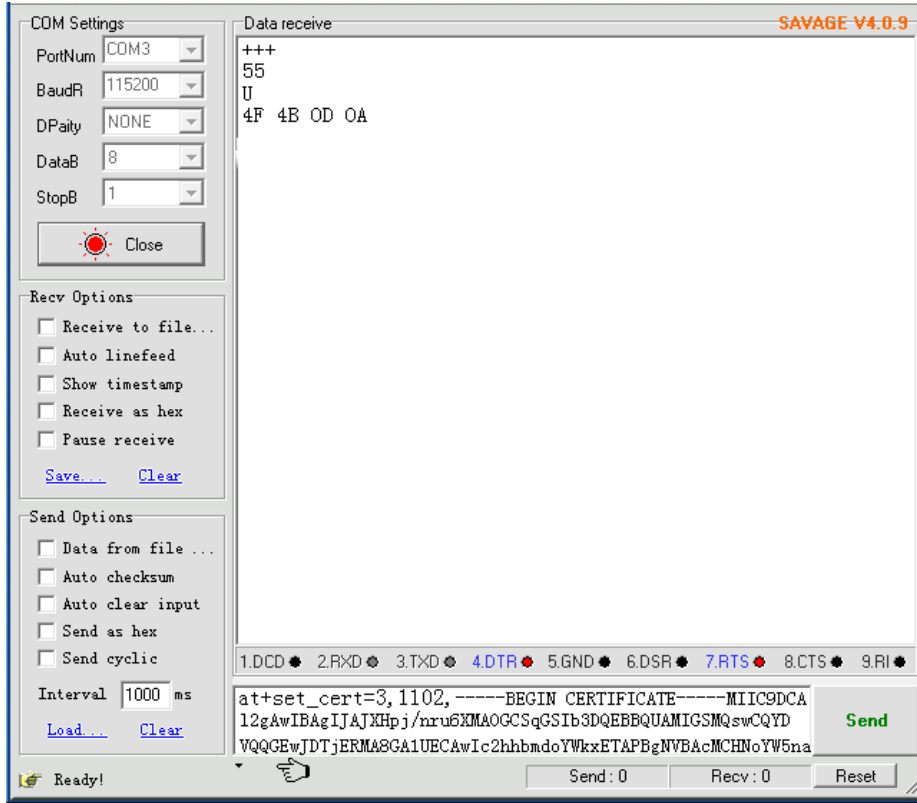 COM Settings
PortNum COM3
BaudR 115200
DPaity NONE
DataB 8
StopB 1
Close
Recv Options
Receive to file...
Auto linefeed
Show timestamp
Receive as hex
Pause receive
Save... Clear
Send Options
Data from file ...
Auto checksum
Auto clear input
Send as hex
Send cyclic
Interval 1000 ms
Load... Clear
Ready!
Data receive SAVAGE V4.0.9
+++
55
U
4F 4B OD OA
1.DCD 2.RXD 3.TXD 4.DTR 5.GND 6.DSR 7.RTS 8.CTS 9.RI
at+set_cert=3,1102,-----BEGIN CERTIFICATE-----MIIC9DCA
l2gAwIBAgIJAJXHpj/nru6XMA0GCSqGSIb3DQEBBQUAMIGSMQswCQYD
VQQGEwJDTjERMA8GA1UECAwIc2hhbmdoYWkxETAPBgNVBAcMCHNoYW5na
Send
Send : 0 Recv : 0 Reset